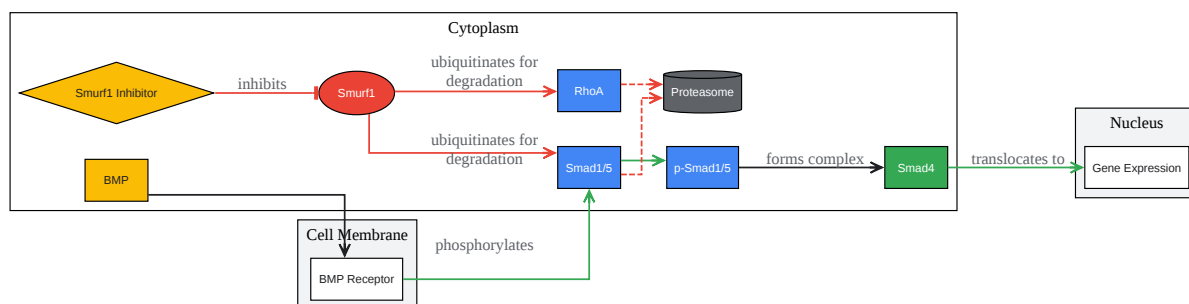 Cytoplasm
ubiquitinates for
degradation
inhibits
Smurf1 Inhibitor
Smurf1
RhoA
Proteasome
Nucleus
ubiquitinates for
degradation
forms complex
translocates to
BMP
Smad1/5
p-Smad1/5
Smad4
Gene Expression
Cell Membrane
phosphorylates
BMP Receptor